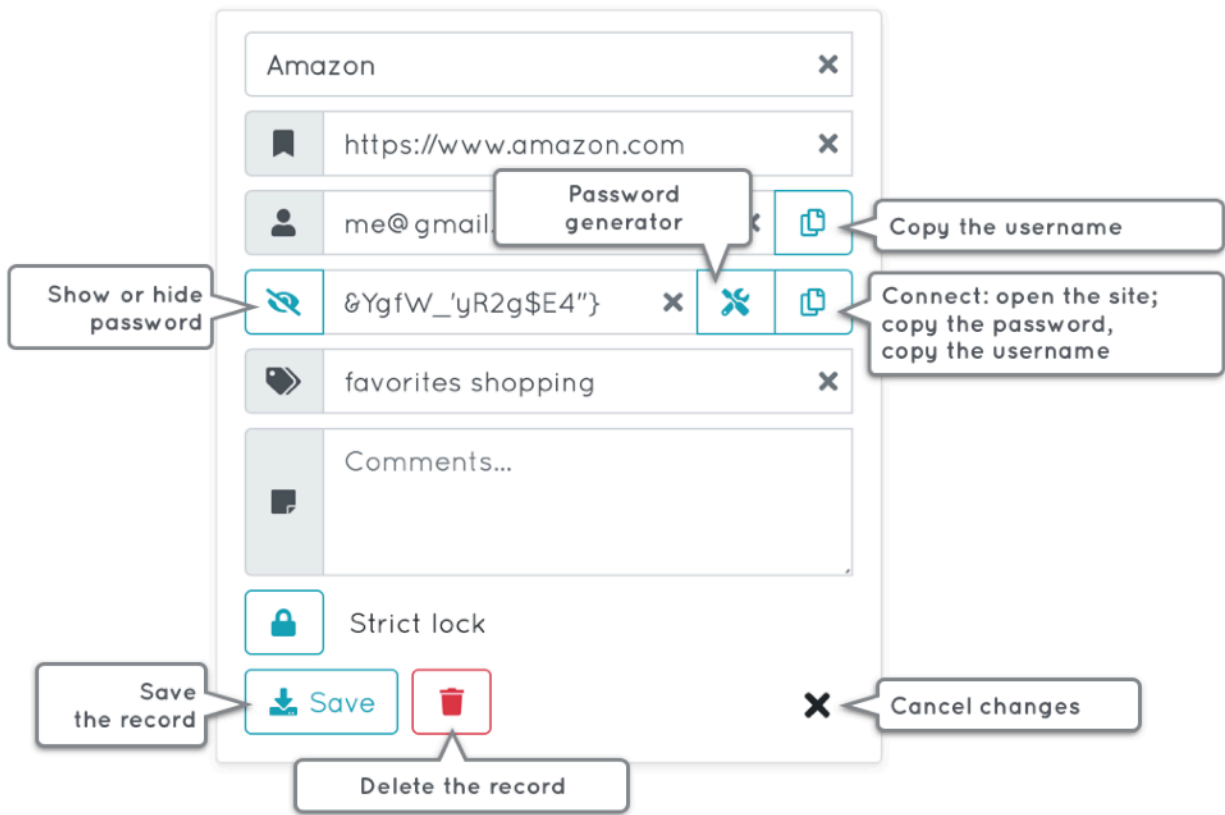 Amazon
https://www.amazon.com
Password
generator
me@gmail.
Copy the username
Show or hide
password
&YgfW_'yR2g$E4"}
Connect: open the site;
copy the password,
copy the username
favorites shopping
Comments...
Strict lock
Save
the record
Save
Cancel changes
Delete the record